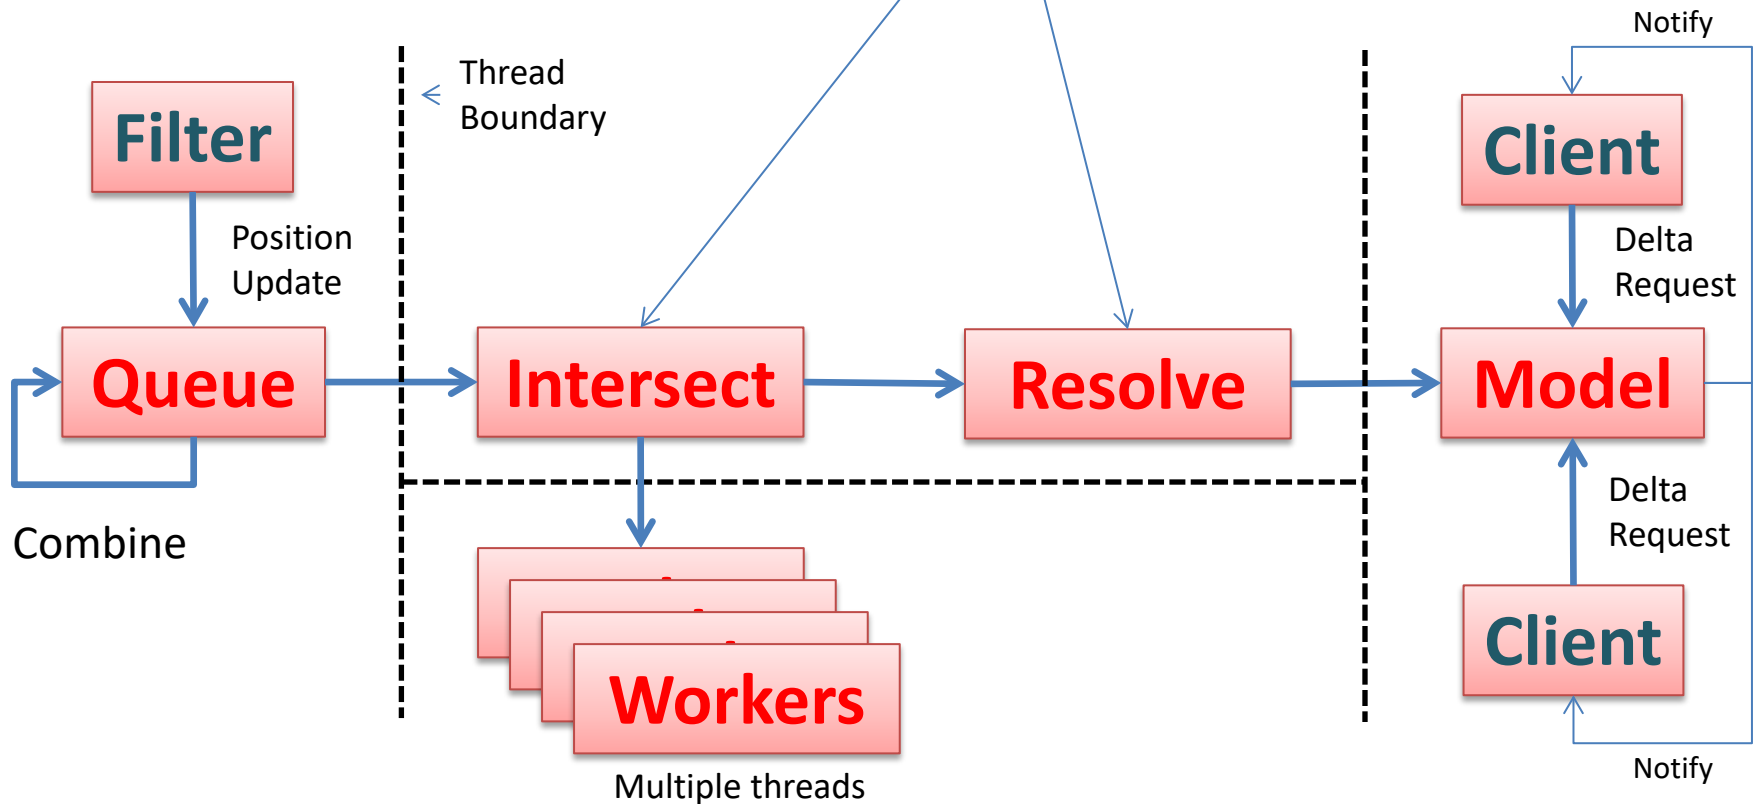 Notify
Thread
Boundary
Filter
Client
Position
Update
Delta
Request
Queue
Intersect
Resolve
Model
Combine
Delta
Request
Workers
Client
Multiple threads
Notify